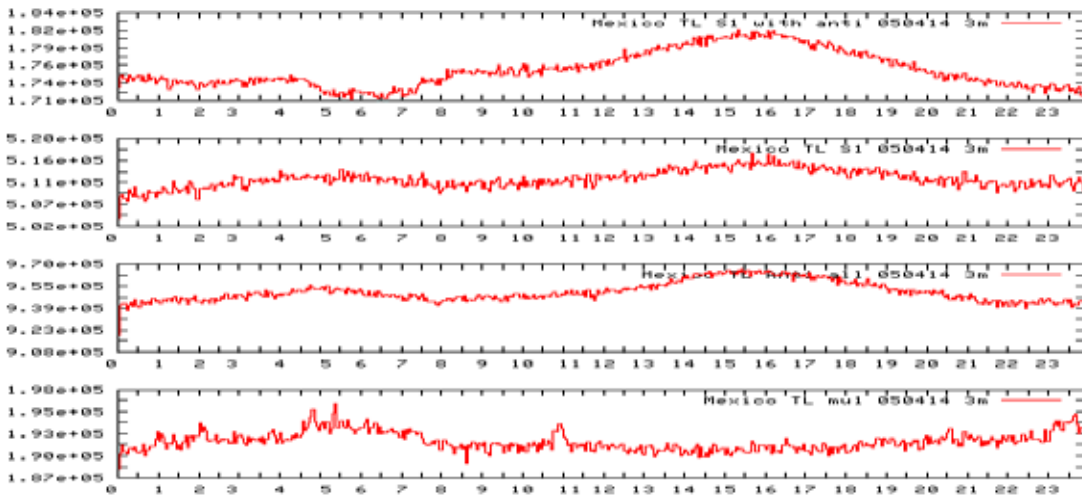 1.84e+05
Mexico TL S1 with anti 050414 3m
1.82e+05
1.79e+05
1.76e+05
1.74e+05
1.71e+05
0 1 2 3 4 5 6 7 8 9 10 11 12 13 14 15 16 17 18 19 20 21 22 23
5.20e+05
Mexico TL S1 050414 3m
5.16e+05
5.11e+05
5.07e+05
5.02e+05
0 1 2 3 4 5 6 7 8 9 10 11 12 13 14 15 16 17 18 19 20 21 22 23
9.70e+05
all 050414 3m
9.55e+05
9.39e+05
9.23e+05
9.08e+05
0 1 2 3 4 5 6 7 8 9 10 11 12 13 14 15 16 17 18 19 20 21 22 23
1.98e+05
Mexico TL mu1 050414 3m
1.95e+05
1.93e+05
1.90e+05
1.87e+05
0 1 2 3 4 5 6 7 8 9 10 11 12 13 14 15 16 17 18 19 20 21 22 23